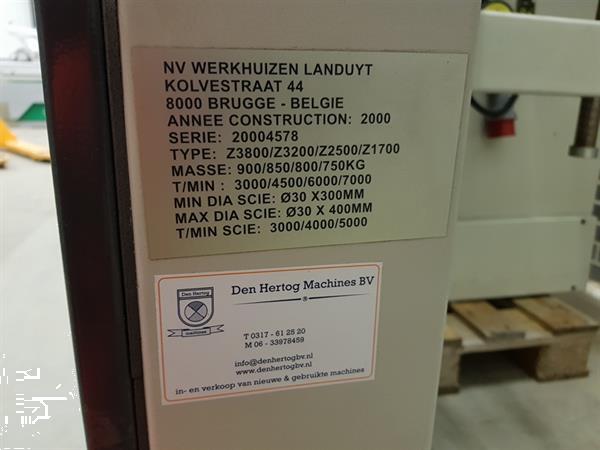 NV WERKHUIZEN LANDUYT
KOLVESTRAAT 44
8000 BRUGGE - BELGIE
ANNEE CONSTRUCTION: 2000
SERIE: 20004578
TYPE: Z3800/Z3200/Z2500/Z1700
MASSE: 900/850/800/750KG
T/MIN : 3000/4500/6000/7000
MIN DIA SCIE: Ø30 X300MM
MAX DIA SCIE: Ø30 X 400MM
T/MIN SCIE: 3000/4000/5000
Den Hertog
machines
Den Hertog Machines BV
®
T 0317 - 61 25 20
M 06 - 33978459
info@denhertogbv.nl
www.denhertogbv.nl
in- en verkoop van nieuwe & gebruikte machines